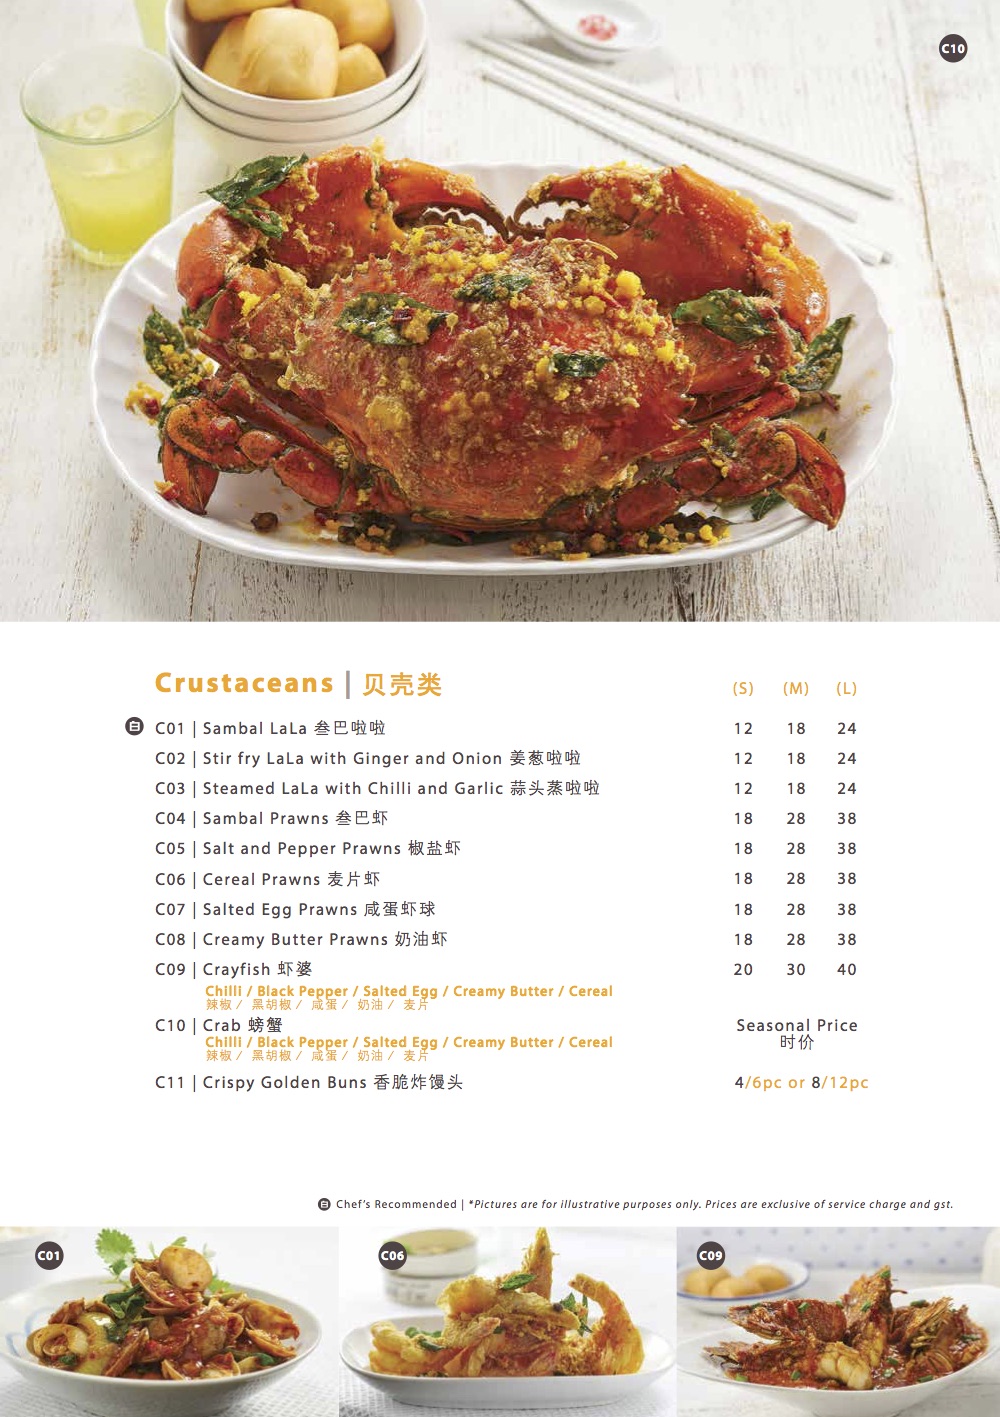 C10
Crustaceans | 贝壳类 (S) (M) (L)
C01 | Sambal LaLa 叁巴啦啦 12 18 24
C02 | Stir fry LaLa with Ginger and Onion 姜葱啦啦 12 18 24
C03 | Steamed LaLa with Chilli and Garlic 蒜头蒸啦啦 12 18 24
C04 | Sambal Prawns 叁巴虾 18 28 38
C05 | Salt and Pepper Prawns 椒盐虾 18 28 38
C06 | Cereal Prawns 麦片虾 18 28 38
C07 | Salted Egg Prawns 咸蛋虾球 18 28 38
C08 | Creamy Butter Prawns 奶油虾 18 28 38
C09 | Crayfish 虾婆 20 30 40
Chilli / Black Pepper / Salted Egg / Creamy Butter / Cereal
辣椒 / 黑胡椒 / 咸蛋 / 奶油 / 麦片
C10 | Crab 螃蟹 Seasonal Price
时价
Chilli / Black Pepper / Salted Egg / Creamy Butter / Cereal
辣椒 / 黑胡椒 / 咸蛋 / 奶油 / 麦片
C11 | Crispy Golden Buns 香脆炸馒头 4/6pc or 8/12pc
Chef's Recommended | *Pictures are for illustrative purposes only. Prices are exclusive of service charge and gst.
C01
C06
C09